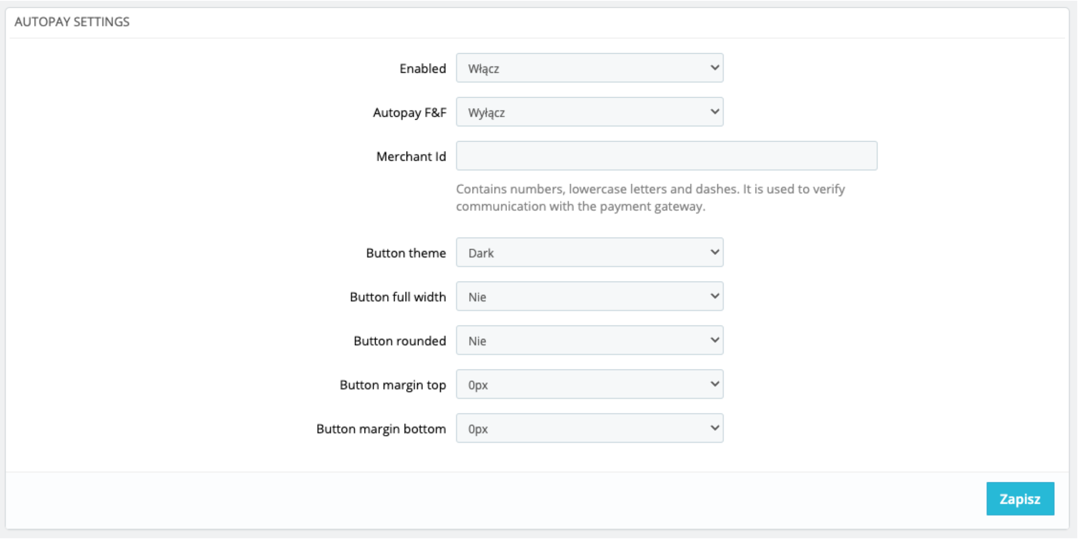 AUTOPAY SETTINGS
Enabled Włącz
Autopay F&F Wyłącz
Merchant Id
Contains numbers, lowercase letters and dashes. It is used to verify
communication with the payment gateway.
Button theme Dark
Button full width Nie
Button rounded Nie
Button margin top 0px
Button margin bottom 0px
Zapisz